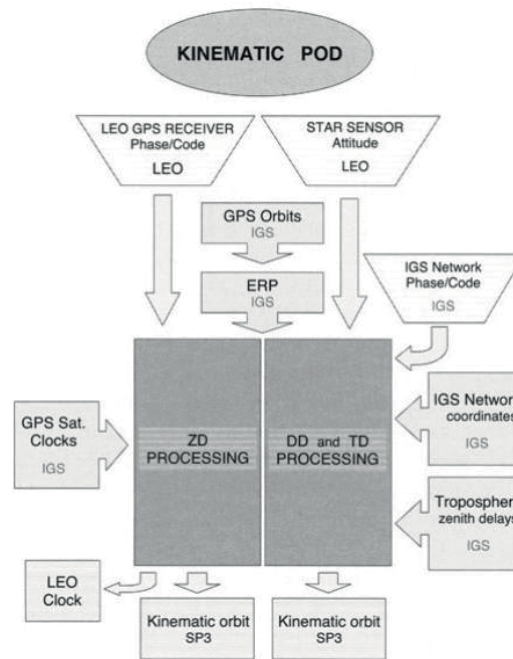 KINEMATIC POD
LEO GPS RECEIVER
Phase/Code
LEO
STAR SENSOR
Attitude
LEO
GPS Orbits
IGS
ERP
IGS
IGS Network
Phase/Code
IGS
GPS Sat.
Clocks
IGS
ZD
PROCESSING
DD and TD
PROCESSING
IGS Network
coordinates
IGS
Troposphere
zenith delays
IGS
LEO
Clock
Kinematic orbit
SP3
Kinematic orbit
SP3